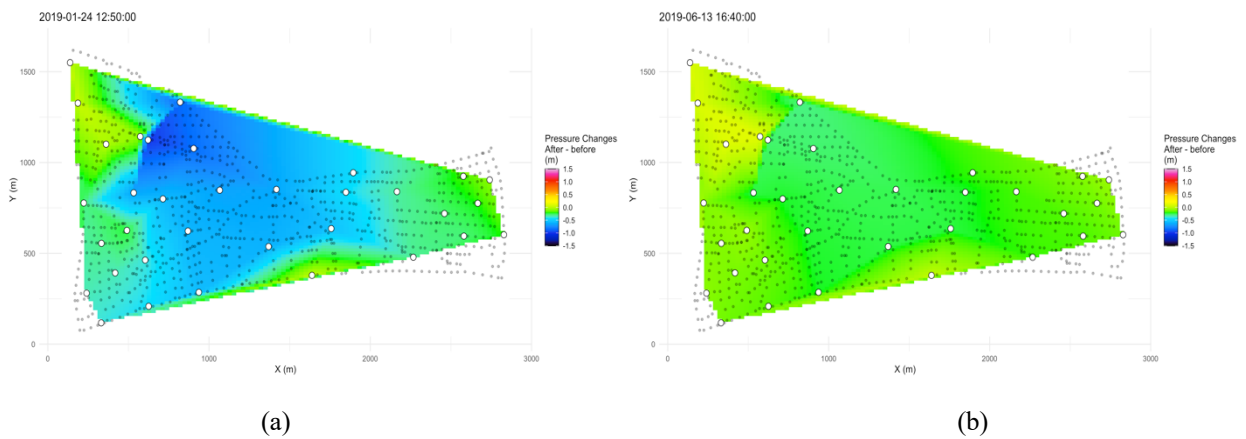 2019-01-24 12:50:00
1500
1000
500
0
Y (m)
0 1000 2000 3000
X (m)
Pressure Changes
After - before
(m)
1.5
1.0
0.5
0.0
-0.5
-1.0
-1.5
(a)
2019-06-13 16:40:00
1500
1000
500
0
Y (m)
0 1000 2000 3000
X (m)
Pressure Changes
After - before
(m)
1.5
1.0
0.5
0.0
-0.5
-1.0
-1.5
(b)